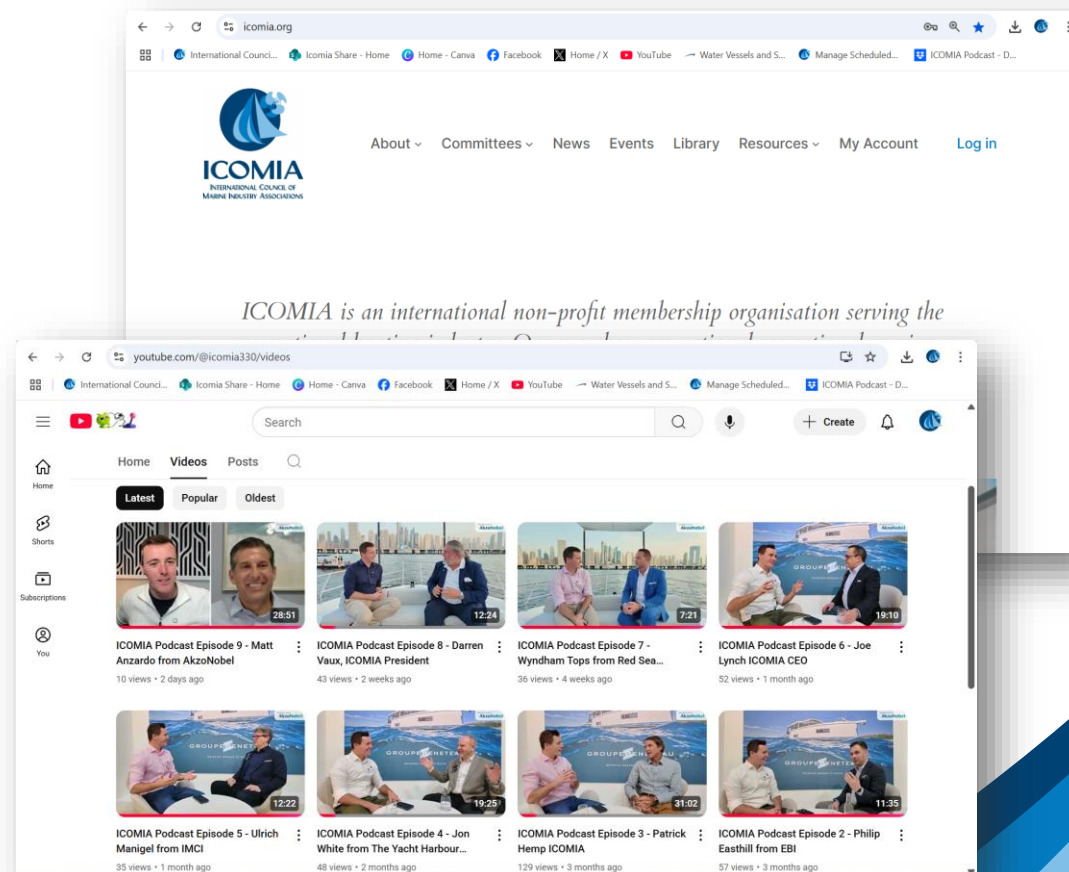 icomia.org
International Counci...
Icomia Share - Home
Home - Canva
Facebook
Home / X
YouTube
Water Vessels and S...
Manage Scheduled...
ICOMIA Podcast - D...
ICOMIA
INTERNATIONAL COUNCIL OF
MARINE INDUSTRY ASSOCIATIONS
About
Committees
News
Events
Library
Resources
My Account
Log in
ICOMIA is an international non-profit membership organisation serving the
youtube.com/@icomia330/videos
International Counci...
Icomia Share - Home
Home - Canva
Facebook
Home / X
YouTube
Water Vessels and S...
Manage Scheduled...
ICOMIA Podcast - D...
Search
Create
Home
Shorts
Subscriptions
You
Home
Videos
Posts
Latest
Popular
Oldest
AkzoNobel
28:51
ICOMIA Podcast Episode 9 - Matt
Anzardo from AkzoNobel
10 views • 2 days ago
AkzoNobel
12:24
ICOMIA Podcast Episode 8 - Darren
Vaux, ICOMIA President
43 views • 2 weeks ago
AkzoNobel
7:21
ICOMIA Podcast Episode 7 -
Wyndham Tops from Red Sea...
36 views • 4 weeks ago
AkzoNobel
19:10
ICOMIA Podcast Episode 6 - Joe
Lynch ICOMIA CEO
52 views • 1 month ago
AkzoNobel
12:22
ICOMIA Podcast Episode 5 - Ulrich
Manigel from IMCI
35 views • 1 month ago
AkzoNobel
19:25
ICOMIA Podcast Episode 4 - Jon
White from The Yacht Harbour...
48 views • 2 months ago
AkzoNobel
31:02
ICOMIA Podcast Episode 3 - Patrick
Hemp ICOMIA
129 views • 3 months ago
AkzoNobel
11:35
ICOMIA Podcast Episode 2 - Philip
Easthill from EBI
57 views • 3 months ago